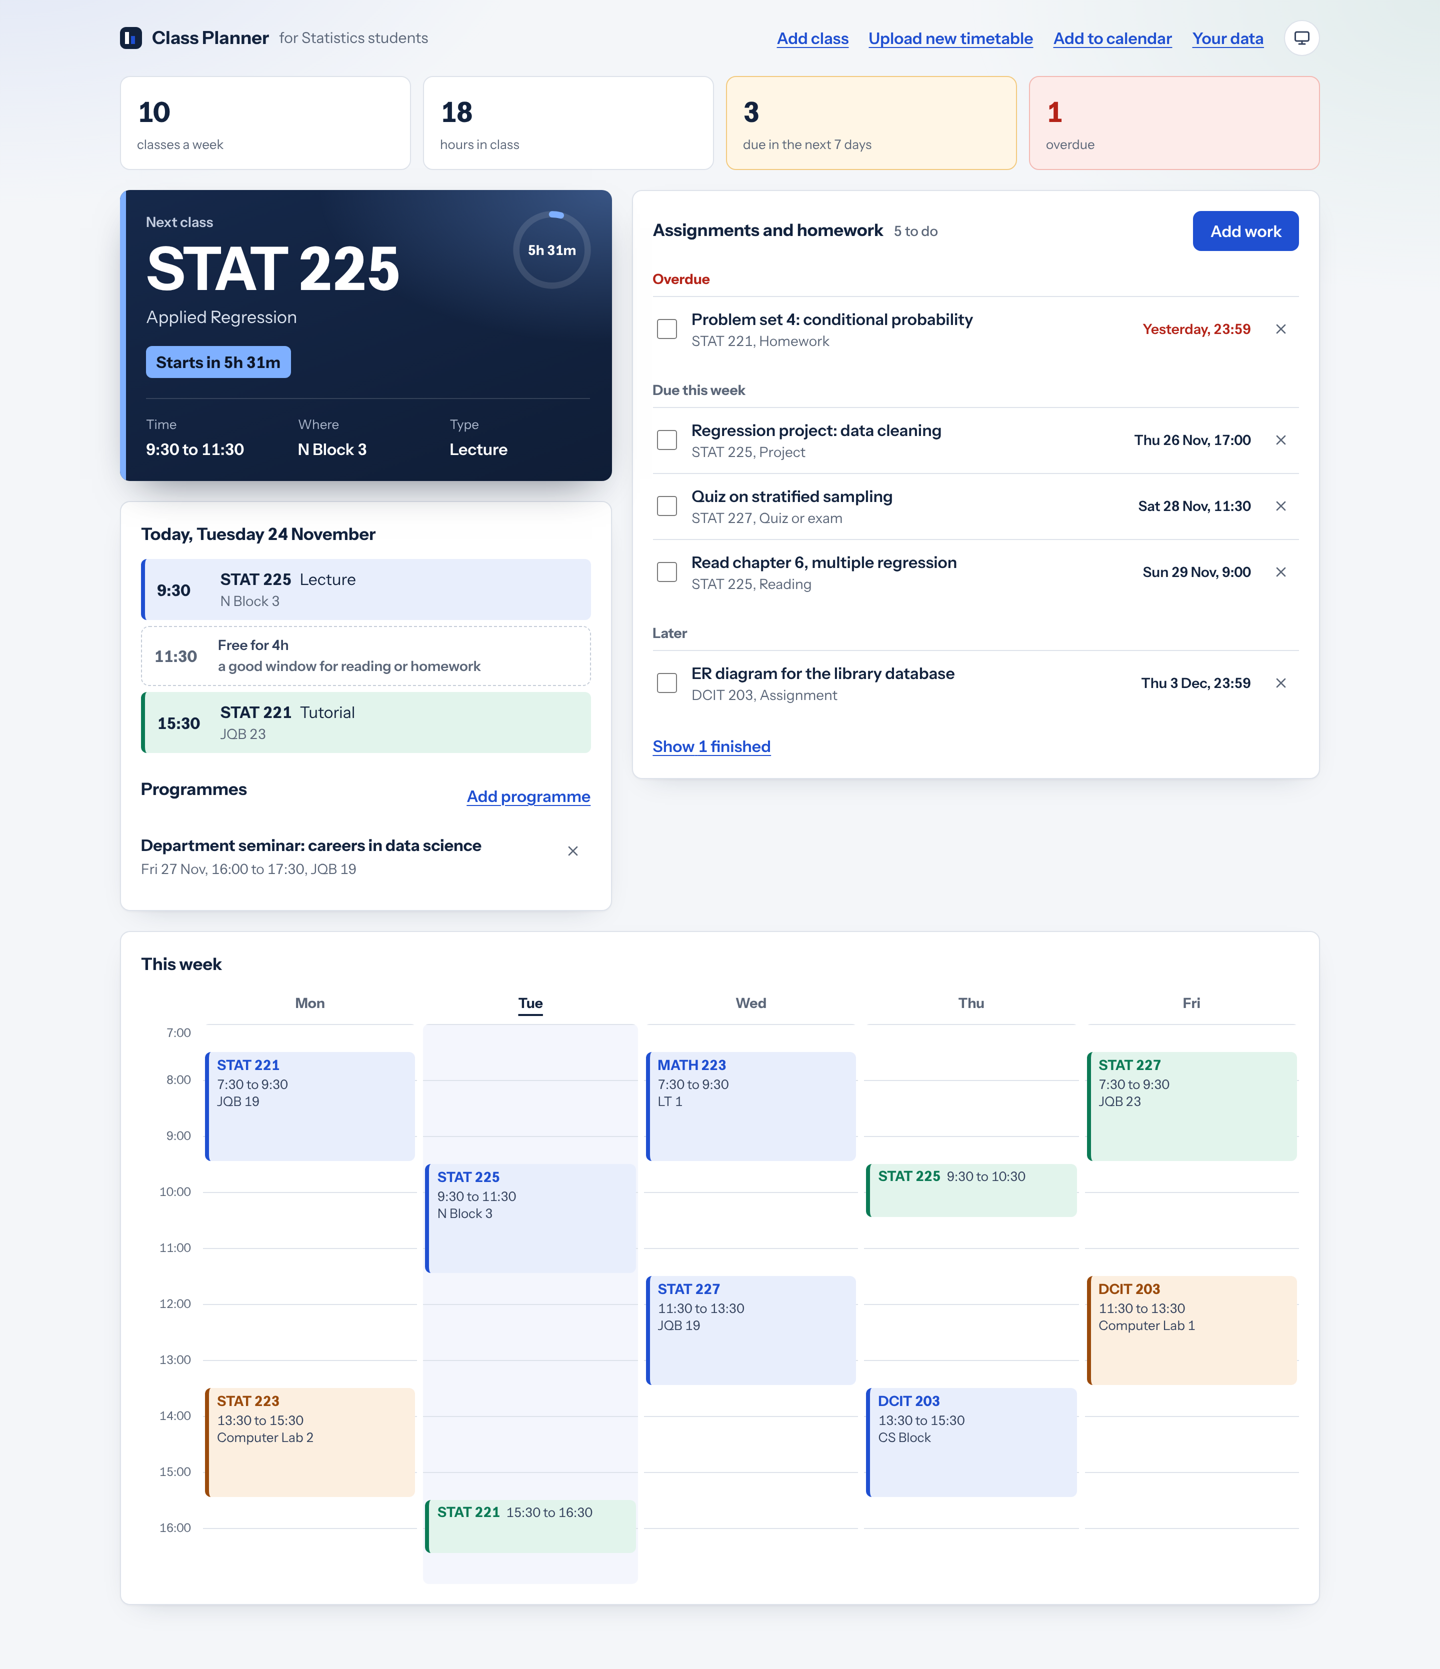 Class Planner for Statistics students
Add class
Upload new timetable
Add to calendar
Your data
10
classes a week
18
hours in class
3
due in the next 7 days
1
overdue
Next class
STAT 225
Applied Regression
5h 31m
Starts in 5h 31m
Time
9:30 to 11:30
Where
N Block 3
Type
Lecture
Today, Tuesday 24 November
9:30
STAT 225 Lecture
N Block 3
11:30
Free for 4h
a good window for reading or homework
15:30
STAT 221 Tutorial
JQB 23
Programmes
Add programme
Department seminar: careers in data science
Fri 27 Nov, 16:00 to 17:30, JQB 19
Assignments and homework 5 to do
Add work
Overdue
Problem set 4: conditional probability
STAT 221, Homework
Yesterday, 23:59
Due this week
Regression project: data cleaning
STAT 225, Project
Thu 26 Nov, 17:00
Quiz on stratified sampling
STAT 227, Quiz or exam
Sat 28 Nov, 11:30
Read chapter 6, multiple regression
STAT 225, Reading
Sun 29 Nov, 9:00
Later
ER diagram for the library database
DCIT 203, Assignment
Thu 3 Dec, 23:59
Show 1 finished
This week
Mon
Tue
Wed
Thu
Fri
7:00
8:00
9:00
10:00
11:00
12:00
13:00
14:00
15:00
16:00
STAT 221
7:30 to 9:30
JQB 19
STAT 223
13:30 to 15:30
Computer Lab 2
STAT 225
9:30 to 11:30
N Block 3
STAT 221 15:30 to 16:30
MATH 223
7:30 to 9:30
LT 1
STAT 227
11:30 to 13:30
JQB 19
STAT 225 9:30 to 10:30
DCIT 203
13:30 to 15:30
CS Block
STAT 227
7:30 to 9:30
JQB 23
DCIT 203
11:30 to 13:30
Computer Lab 1